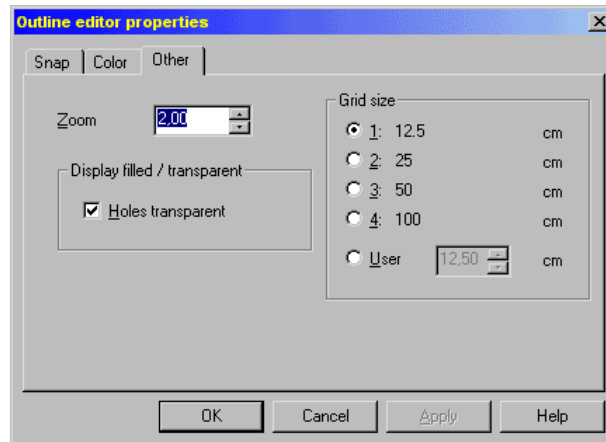 Outline editor properties
Snap Color Other
Zoom 2,00
Display filled / transparent
Holes transparent
Grid size
1: 12.5 cm
2: 25 cm
3: 50 cm
4: 100 cm
User 12,50 cm
OK Cancel Apply Help